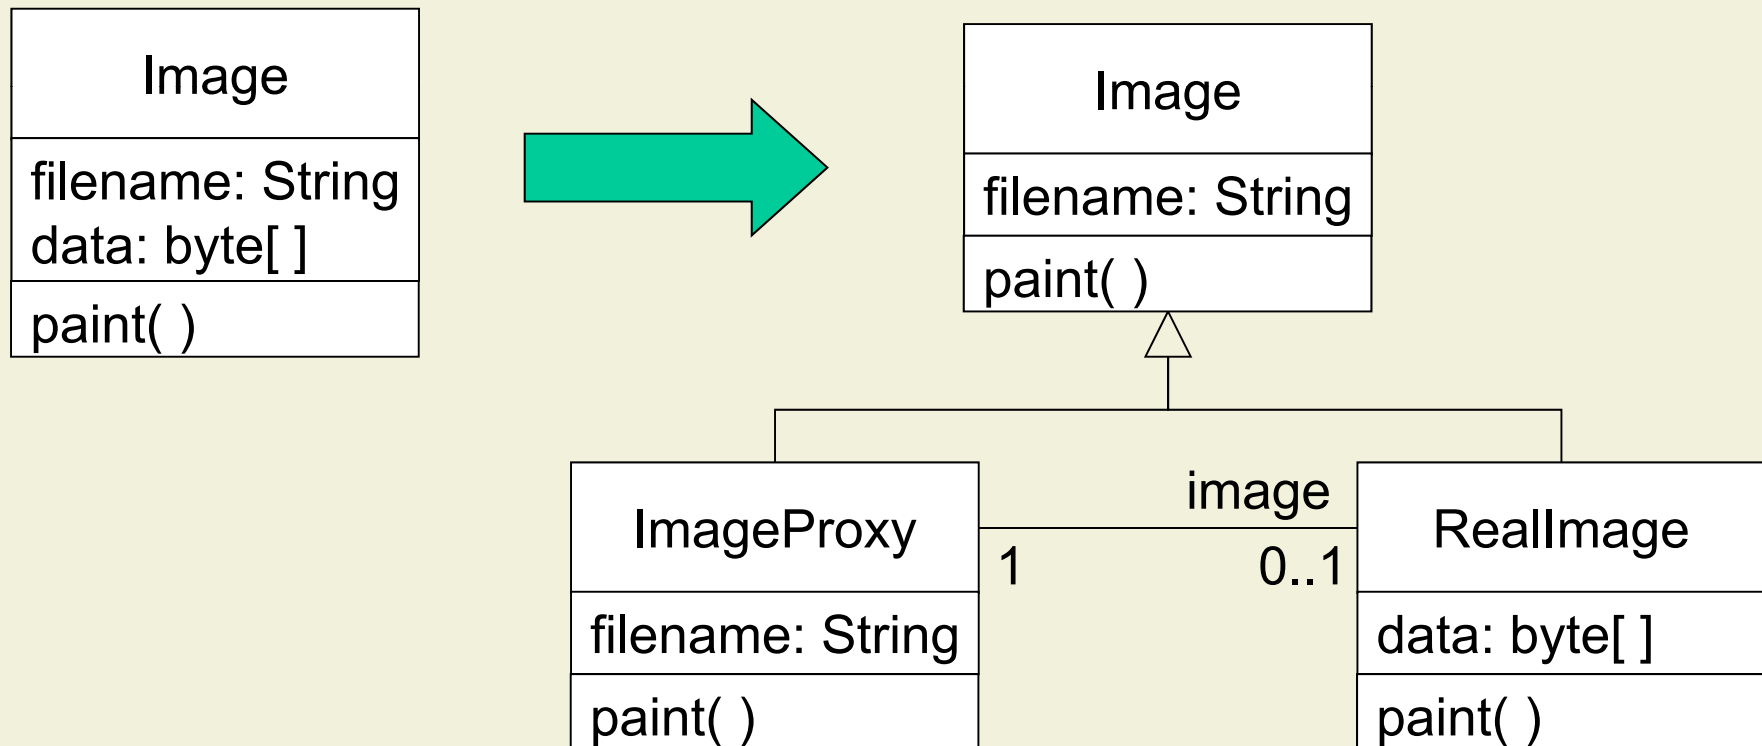 Image
filename: String
data: byte[ ]
paint( )
Image
filename: String
paint( )
ImageProxy
filename: String
paint( )
image
1
0..1
RealImage
data: byte[ ]
paint( )